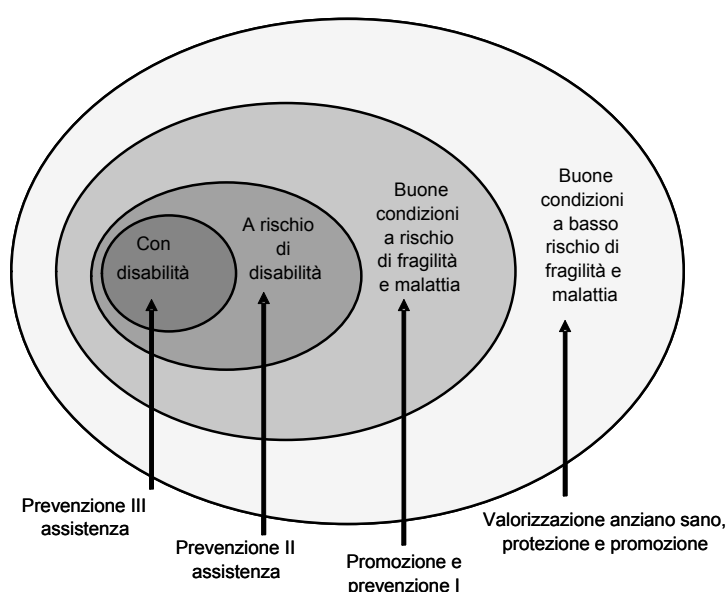 Con
disabilità
A rischio
di
disabilità
Buone
condizioni
a rischio
di fragilità
e malattia
Buone
condizioni
a basso
rischio di
fragilità e
malattia
Prevenzione III
assistenza
Prevenzione II
assistenza
Promozione e
prevenzione I
Valorizzazione anziano sano,
protezione e promozione